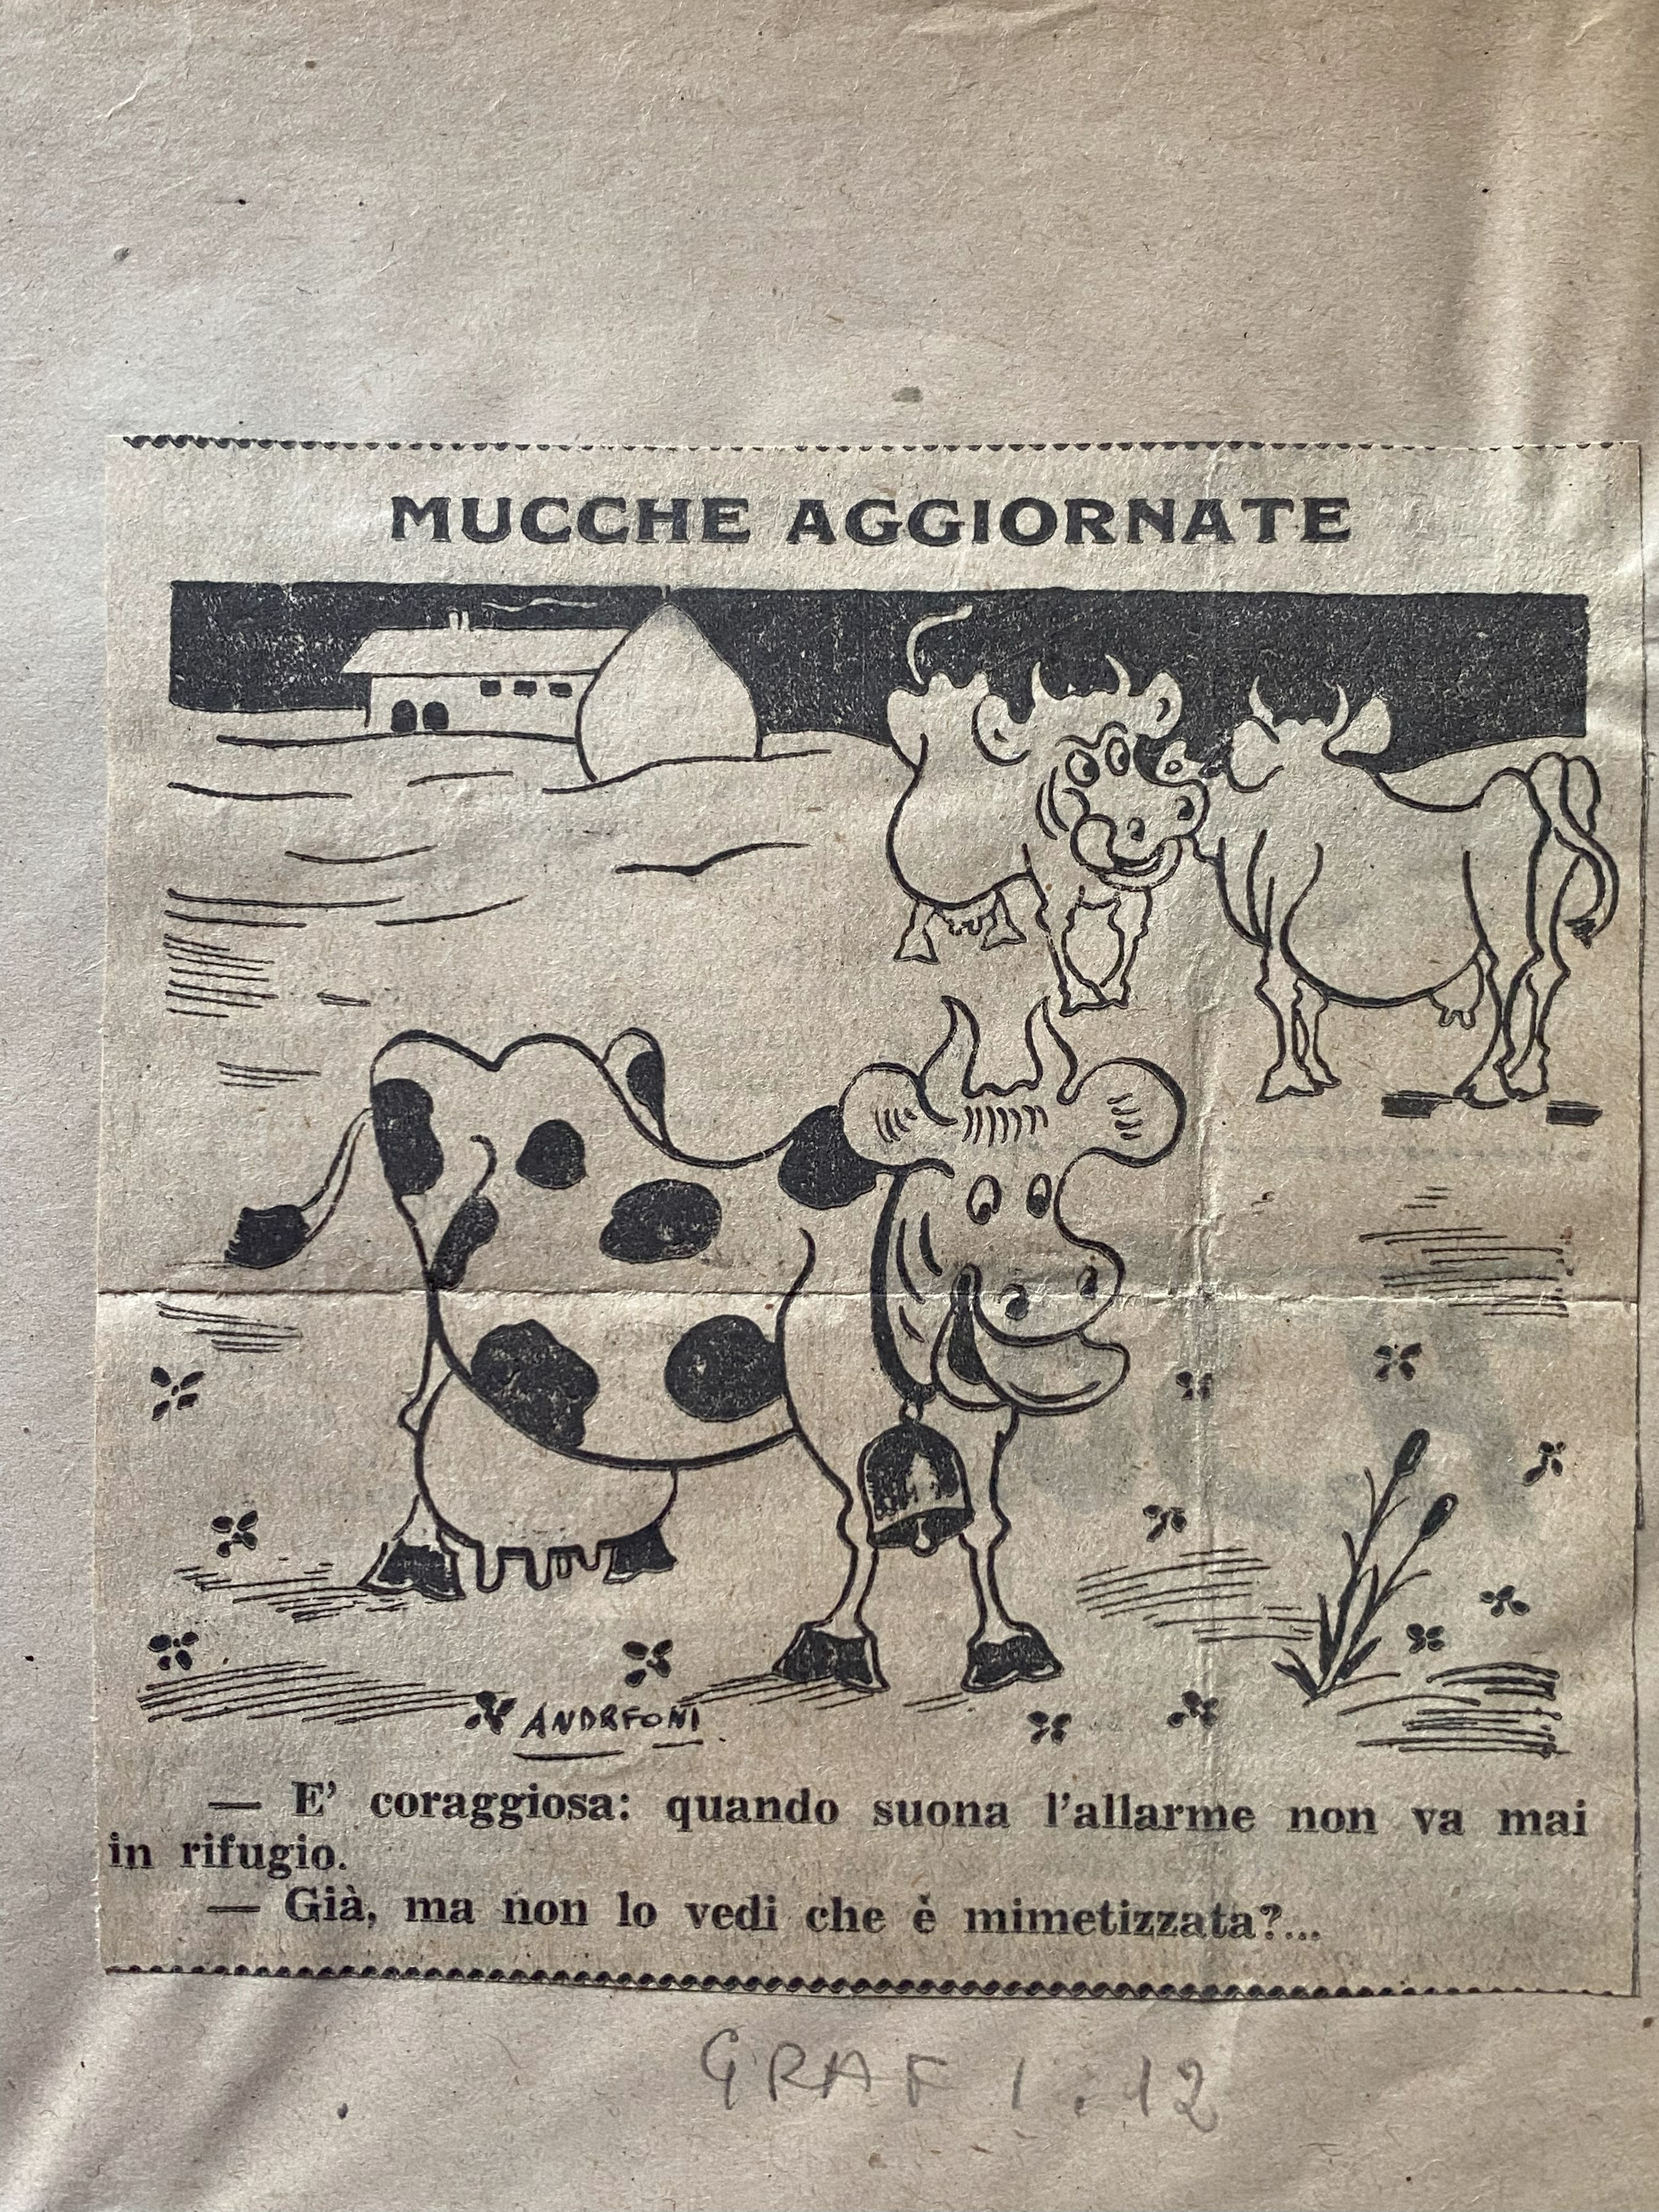 MUCCHE AGGIORNATE
ANDREONI
— E' coraggiosa: quando suona l'allarme non va mai
in rifugio.
— Già, ma non lo vedi che è mimetizzata?...
GRAF 1.12